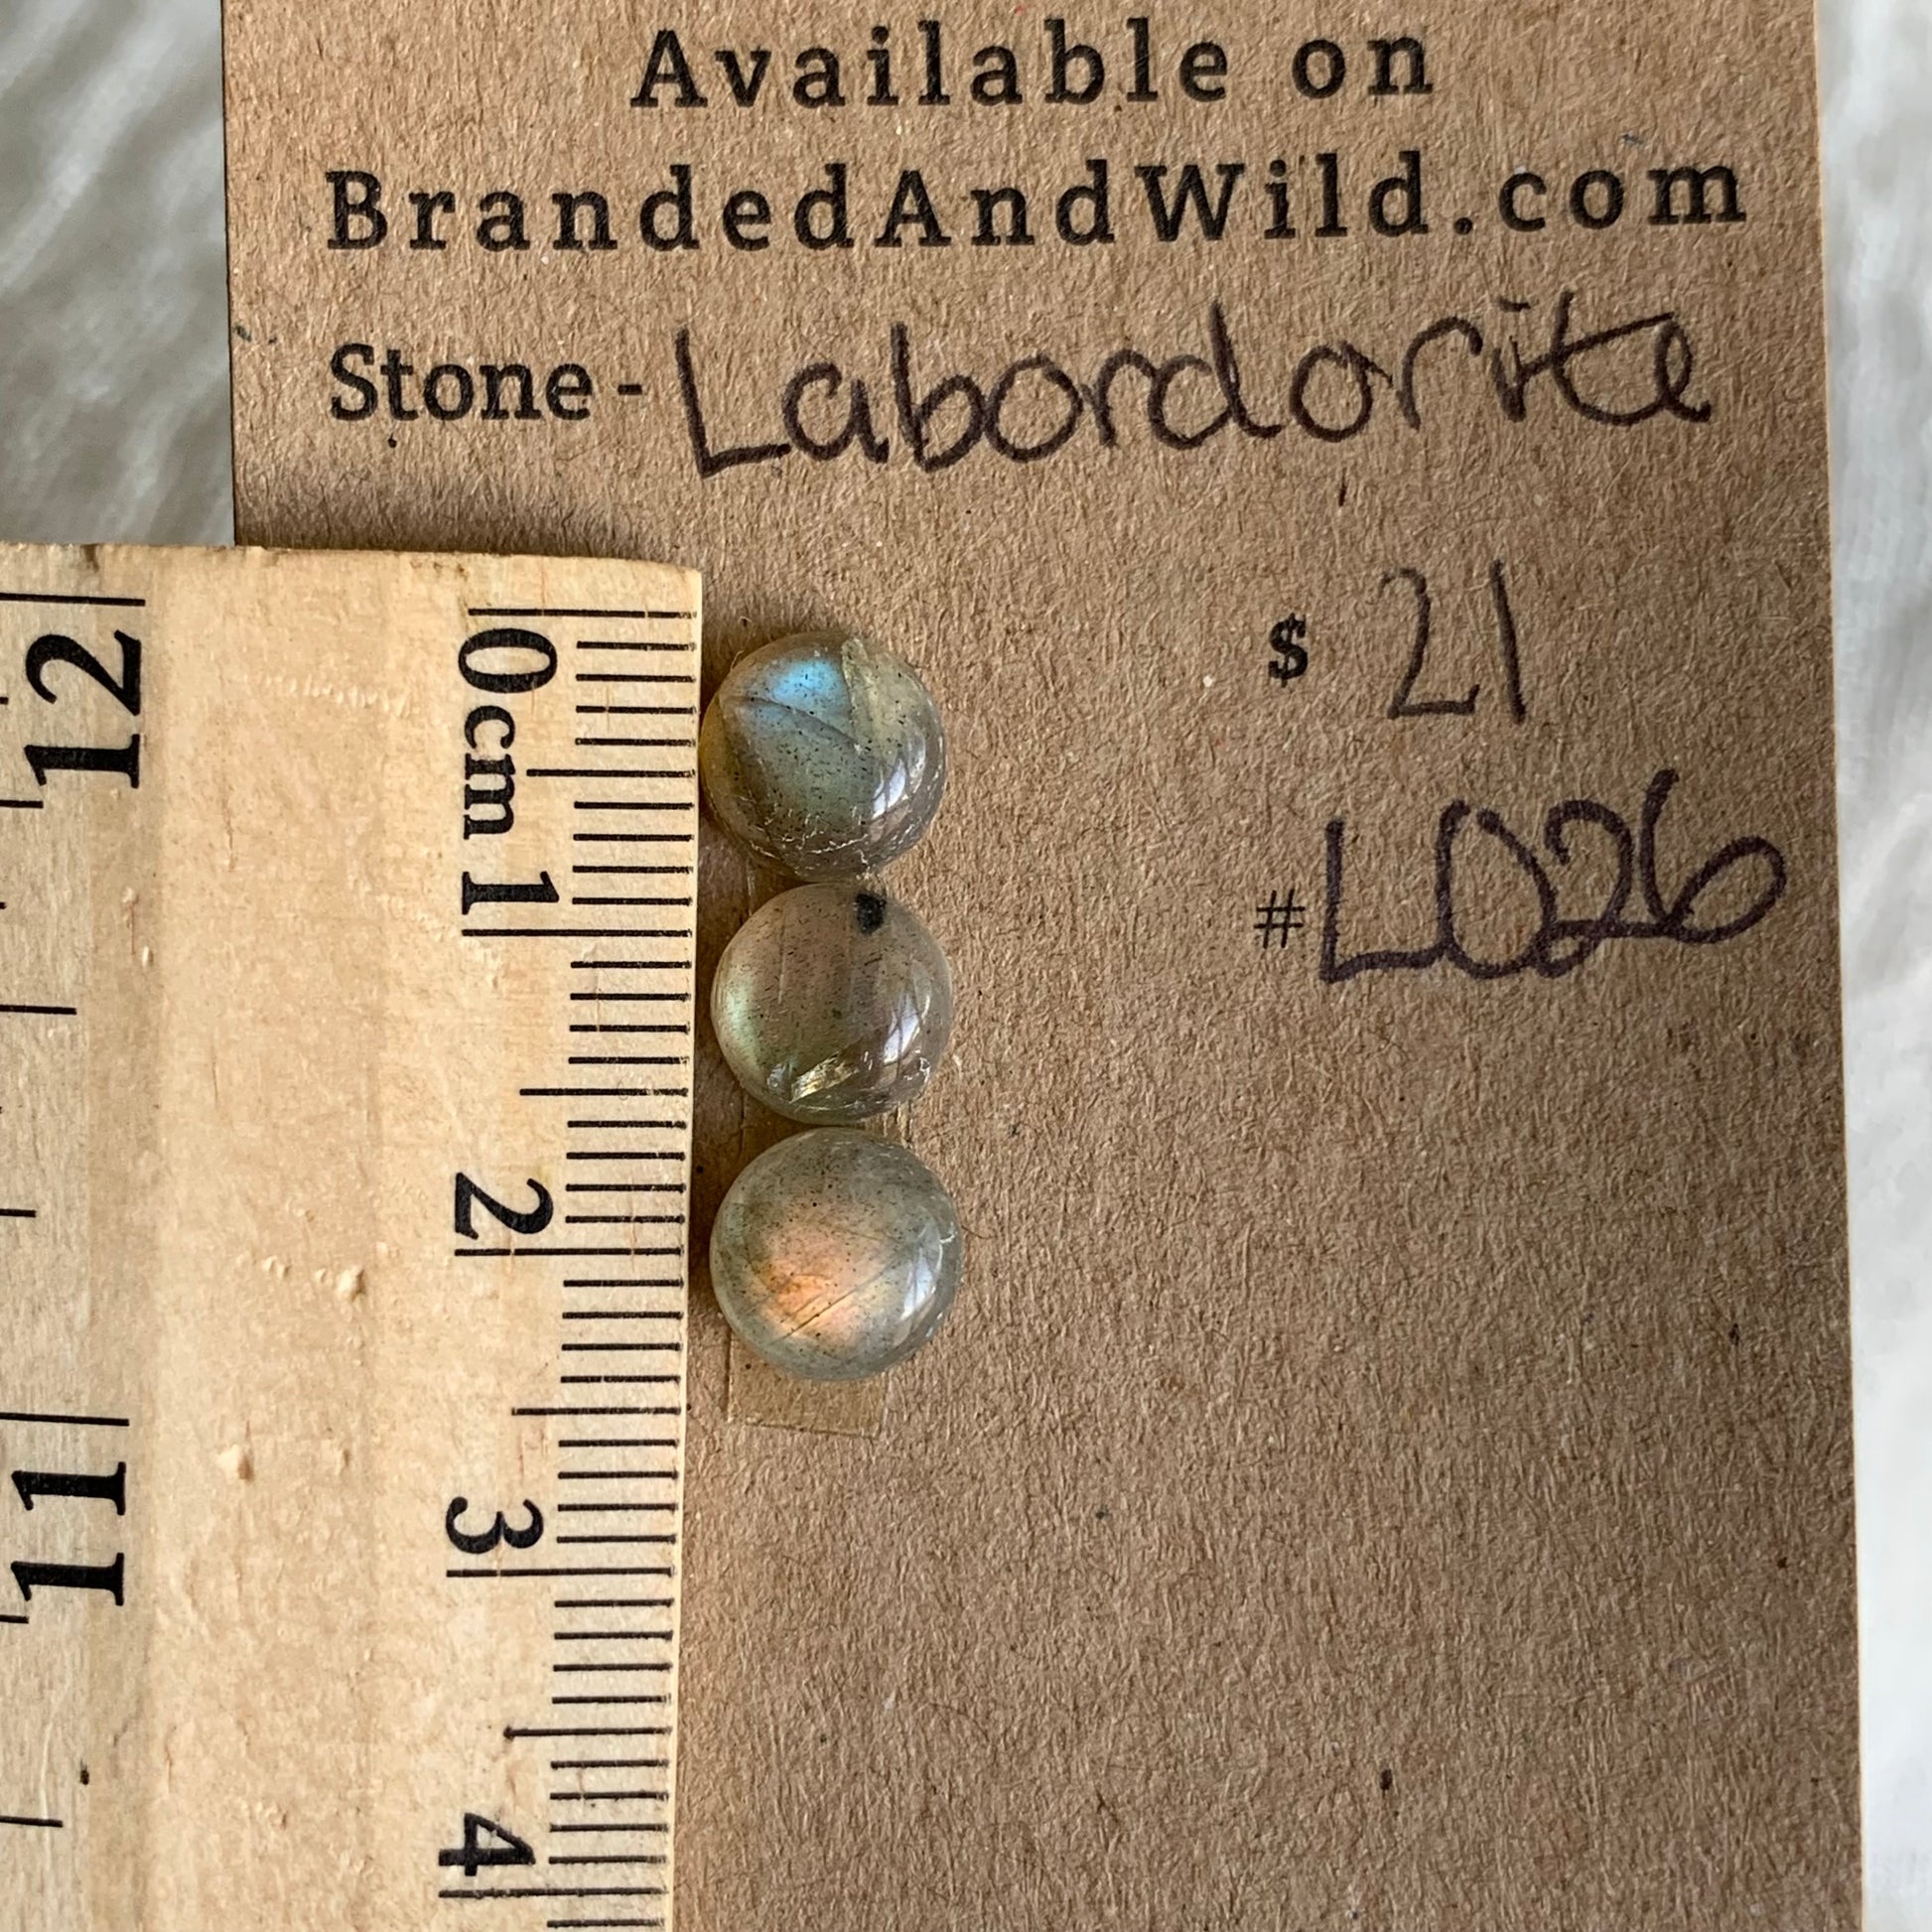 Available on
BrandedAndWild.com
Stone - Labordorite
$ 21
#L026
0cm 1 2 3 4
12
11